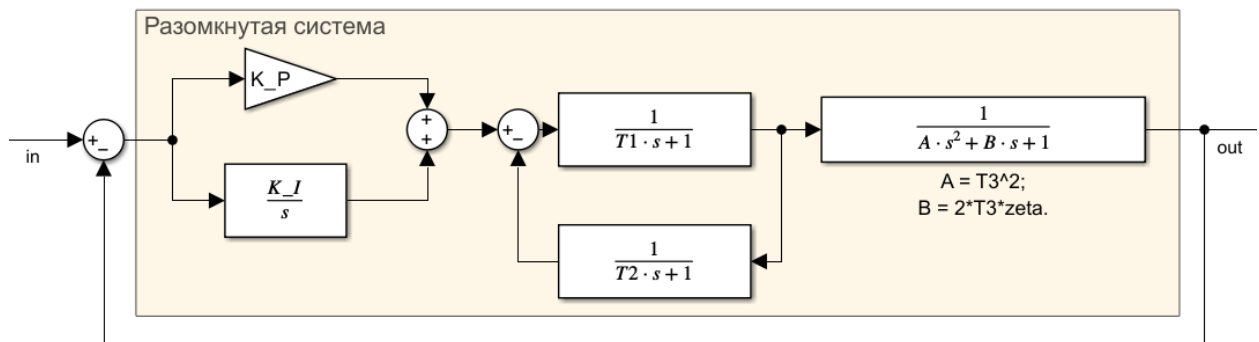 Разомкнутая система
K_P
+
−
in
+
+
+
−
1
T1 · s + 1
1
A · s² + B · s + 1
out
A = T3^2;
B = 2*T3*zeta.
K_I
s
1
T2 · s + 1